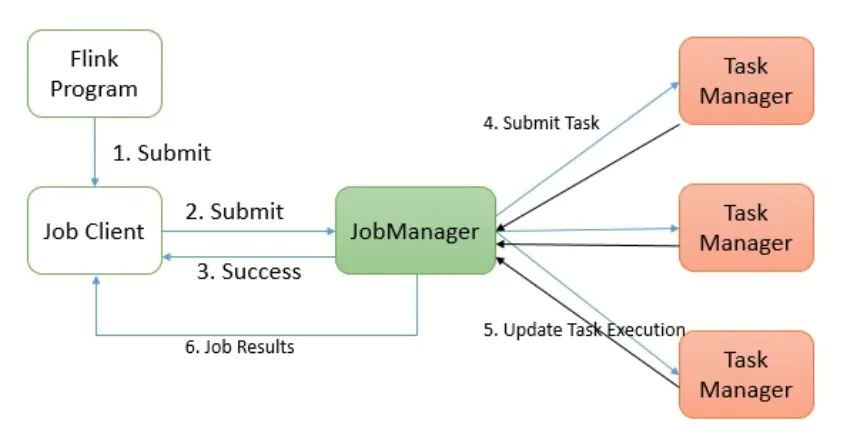 Flink
Program
1. Submit
Job Client
2. Submit
3. Success
JobManager
6. Job Results
4. Submit Task
5. Update Task Execution
Task
Manager
Task
Manager
Task
Manager